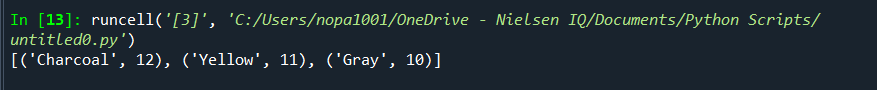 In [13]: runcell('[3]', 'C:/Users/nopa1001/OneDrive - Nielsen IQ/Documents/Python Scripts/
untitled0.py')
[('Charcoal', 12), ('Yellow', 11), ('Gray', 10)]